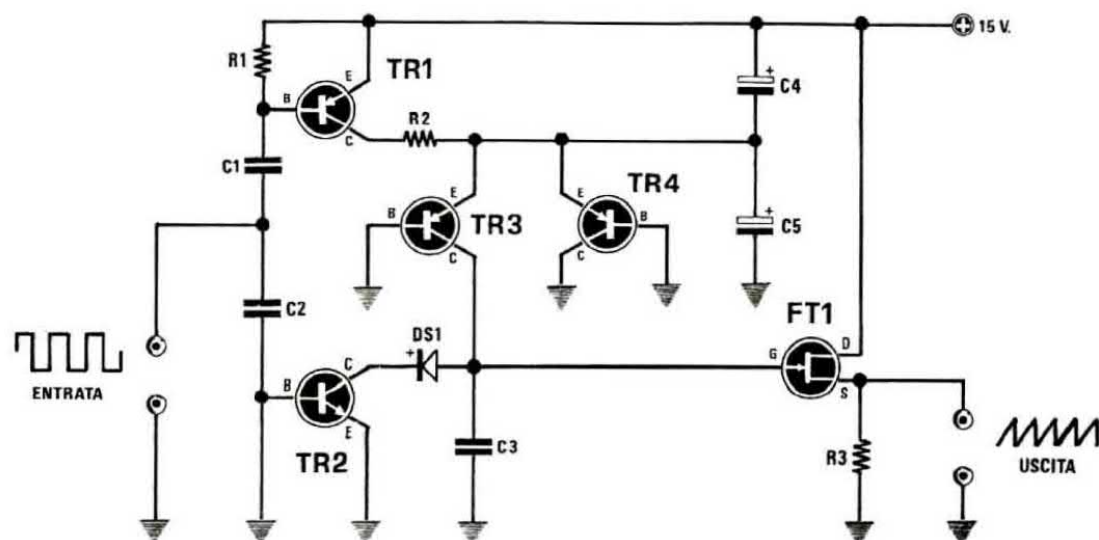 15 V.
R1
TR1
E
B
C
R2
C4
+
C1
E
TR4
E
B
TR3
B
C5
+
C
C
C2
FT1
DS1
+
D
G
S
C
ENTRATA
B
E
TR2
C3
R3
USCITA